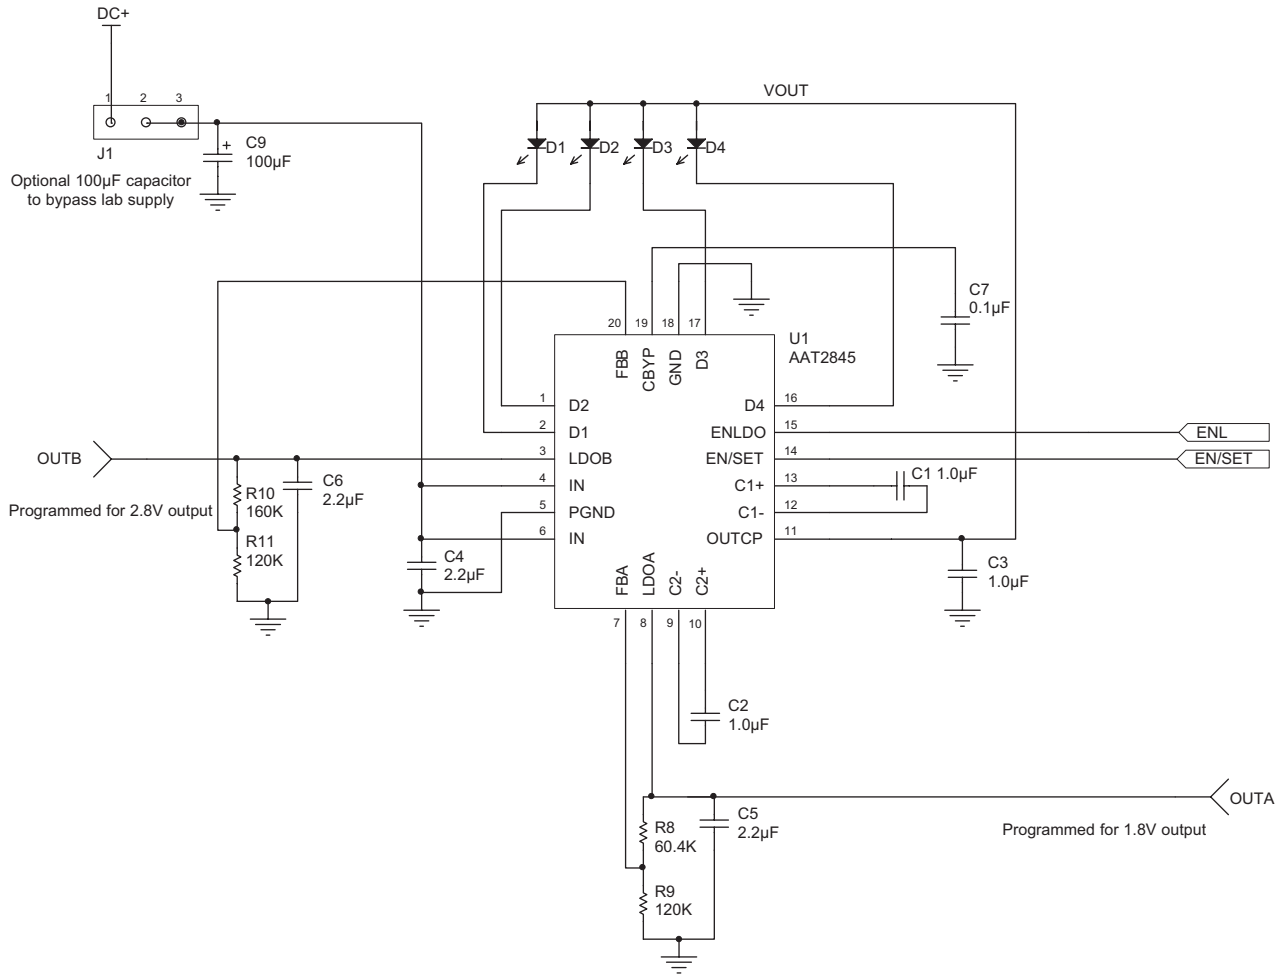 DC+
1
2
3
J1
C9
+
100µF
Optional 100µF capacitor
to bypass lab supply
VOUT
D1
D2
D3
D4
C7
0.1µF
U1
AAT2845
20
19
18
17
FBB
CBYP
GND
D3
1
D2
2
D1
3
LDOB
4
IN
5
PGND
6
IN
D4
16
ENLDO
15
EN/SET
14
C1+
13
C1-
12
OUTCP
11
ENL
EN/SET
C1 1.0µF
OUTB
Programmed for 2.8V output
R10
160K
R11
120K
C6
2.2µF
C4
2.2µF
C3
1.0µF
FBA
LDOA
C2-
C2+
7
8
9
10
C2
1.0µF
R8
60.4K
R9
120K
C5
2.2µF
OUTA
Programmed for 1.8V output